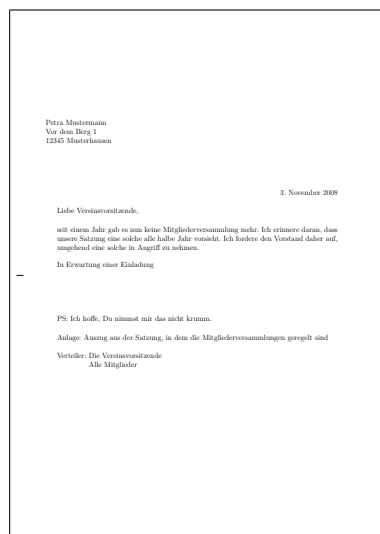 Petra Mustermann
Vor dem Berg 1
12345 Musterhausen
3. November 2008
Liebe Vereinsvorsitzende,
seit einem Jahr gab es nun keine Mitgliederversammlung mehr. Ich erinnere daran, dass
unsere Satzung eine solche alle halbe Jahr vorsieht. Ich fordere den Vorstand daher auf,
umgehend eine solche in Angriff zu nehmen.
In Erwartung einer Einladung
PS: Ich hoffe, Du nimmst mir das nicht krumm.
Anlage: Auszug aus der Satzung, in dem die Mitgliederversammlungen geregelt sind
Verteiler: Die Vereinsvorsitzende
Alle Mitglieder